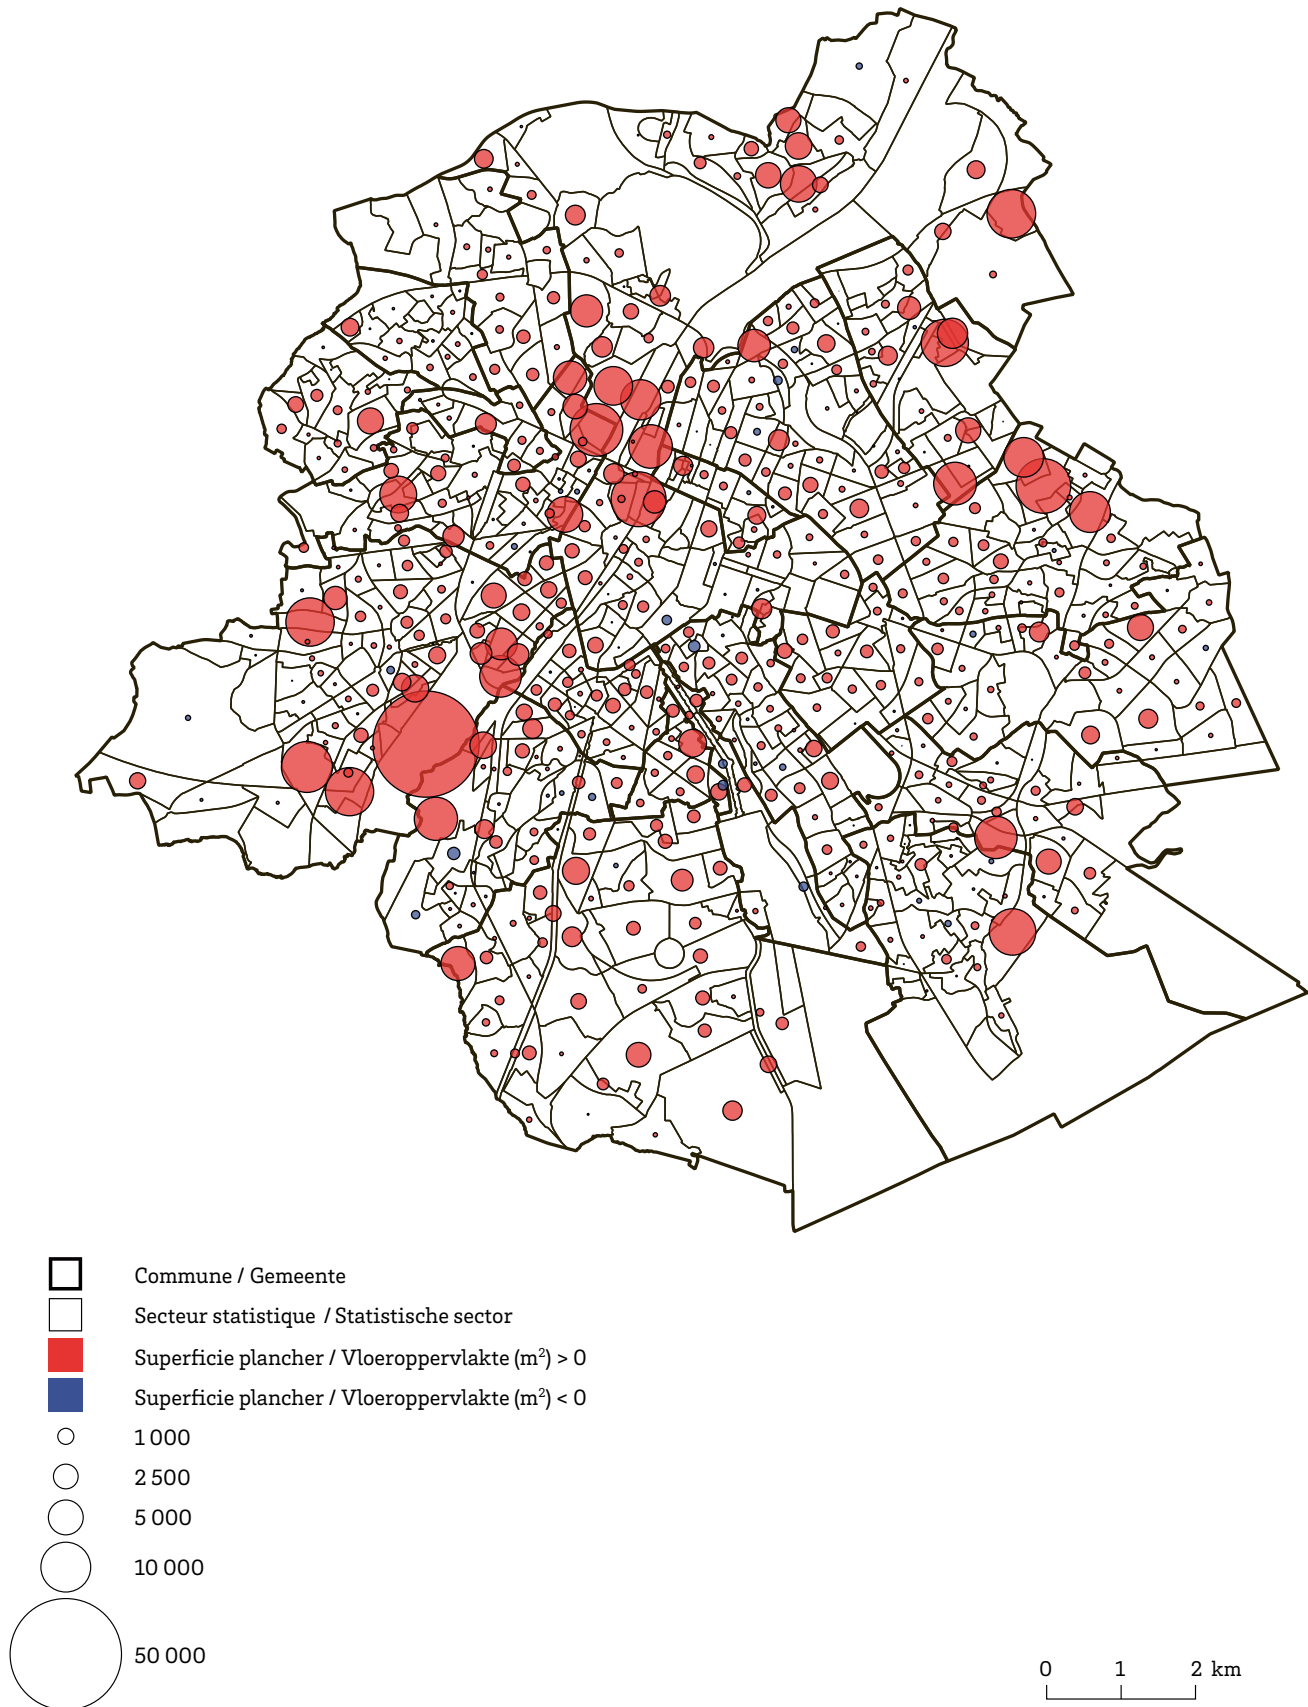 Commune / Gemeente
Secteur statistique / Statistische sector
Superficie plancher / Vloeroppervlakte (m²) > 0
Superficie plancher / Vloeroppervlakte (m²) < 0
1 000
2 500
5 000
10 000
50 000
0 1 2 km